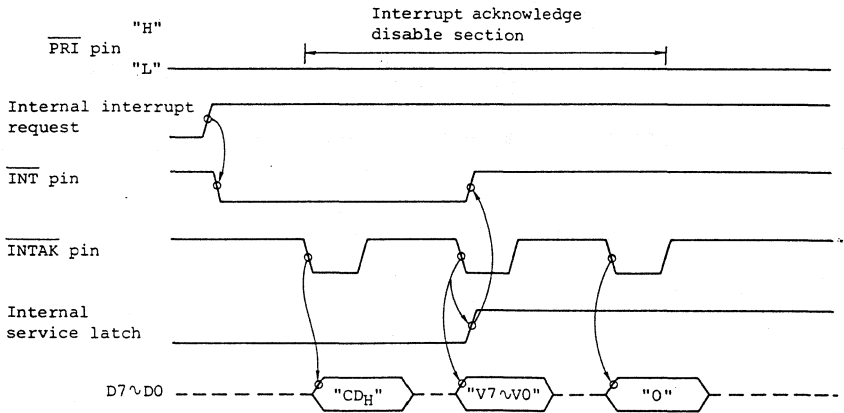 Interrupt acknowledge
disable section
"H"
PRI pin
"L"
Internal interrupt
request
INT pin
INTAK pin
Internal
service latch
D7∿D0
"CDH"
"V7∿V0"
"0"